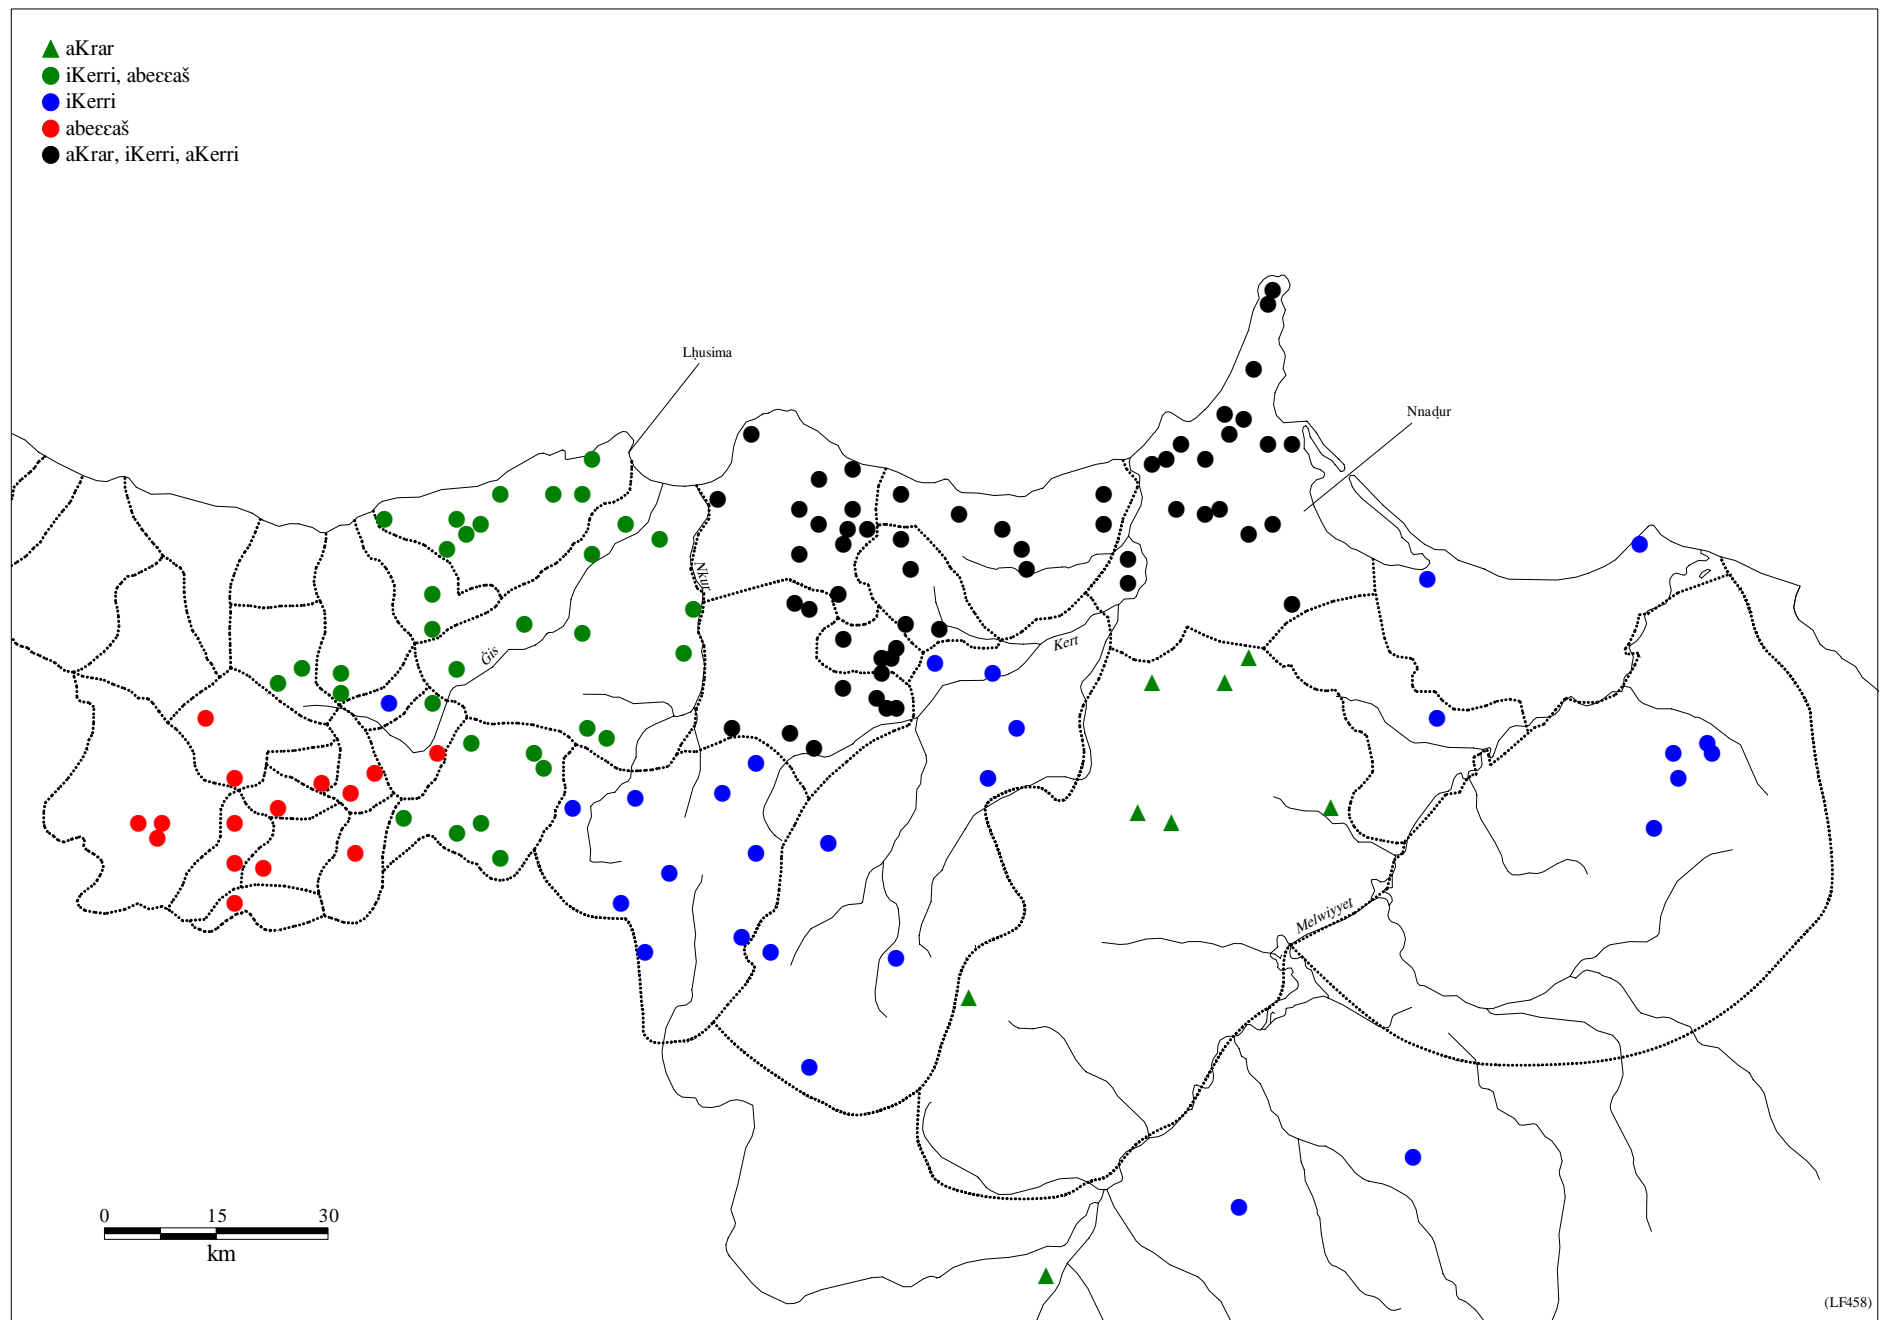 aKrar
iKerri, abeεεaš
iKerri
abeεεaš
aKrar, iKerri, aKerri
Lḥusima
Nnaḍur
Nkur
Ġis
Kert
Melwiyyet
0 15 30
km
(LF458)